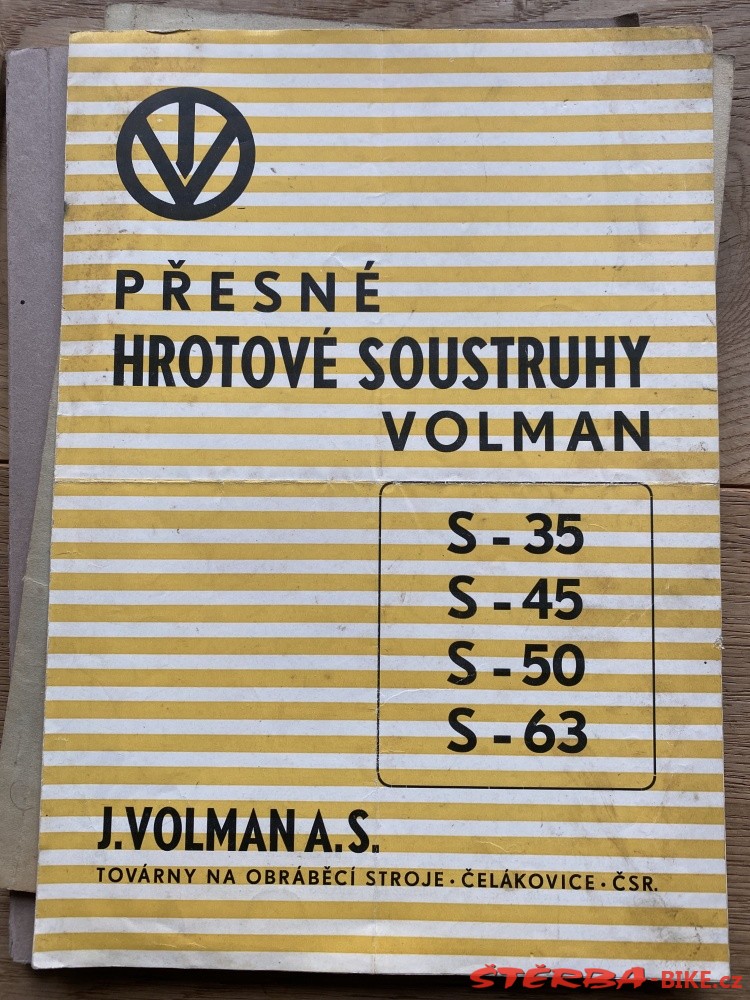 PŘESNÉ
HROTOVÉ SOUSTRUHY
VOLMAN
S - 35
S - 45
S - 50
S - 63
J. VOLMAN A. S.
TOVÁRNY NA OBRÁBĚCÍ STROJE · ČELÁKOVICE · ČSR.
ŠTĚRBA-BIKE.cz